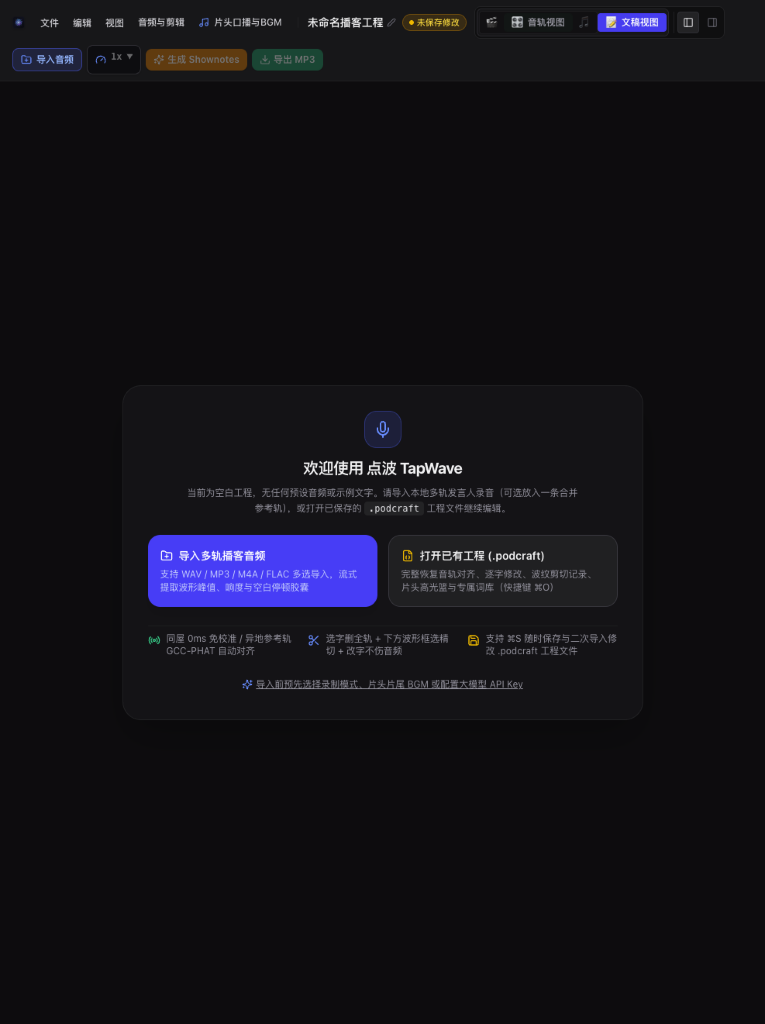 文件 编辑 视图 音频与剪辑 片头口播与BGM 未命名播客工程 未保存修改 音轨视图 文稿视图
导入音频 1x 生成 Shownotes 导出 MP3
欢迎使用 点波 TapWave
当前为空白工程，无任何预设音频或示例文字。请导入本地多轨发言人录音（可选放入一条合并
参考轨），或打开已保存的 .podcraft 工程文件继续编辑。
导入多轨播客音频
支持 WAV / MP3 / M4A / FLAC 多选导入，流式
提取波形峰值、响度与空白停顿胶囊
打开已有工程 (.podcraft)
完整恢复音轨对齐、逐字修改、波纹剪切记录、
片头高光篮与专属词库（快捷键 ⌘O）
同屋 0ms 免校准 / 异地参考轨
GCC-PHAT 自动对齐
选字删全轨 + 下方波形框选精
切 + 改字不伤音频
支持 ⌘S 随时保存与二次导入修
改 .podcraft 工程文件
导入前预先选择录制模式、片头片尾 BGM 或配置大模型 API Key